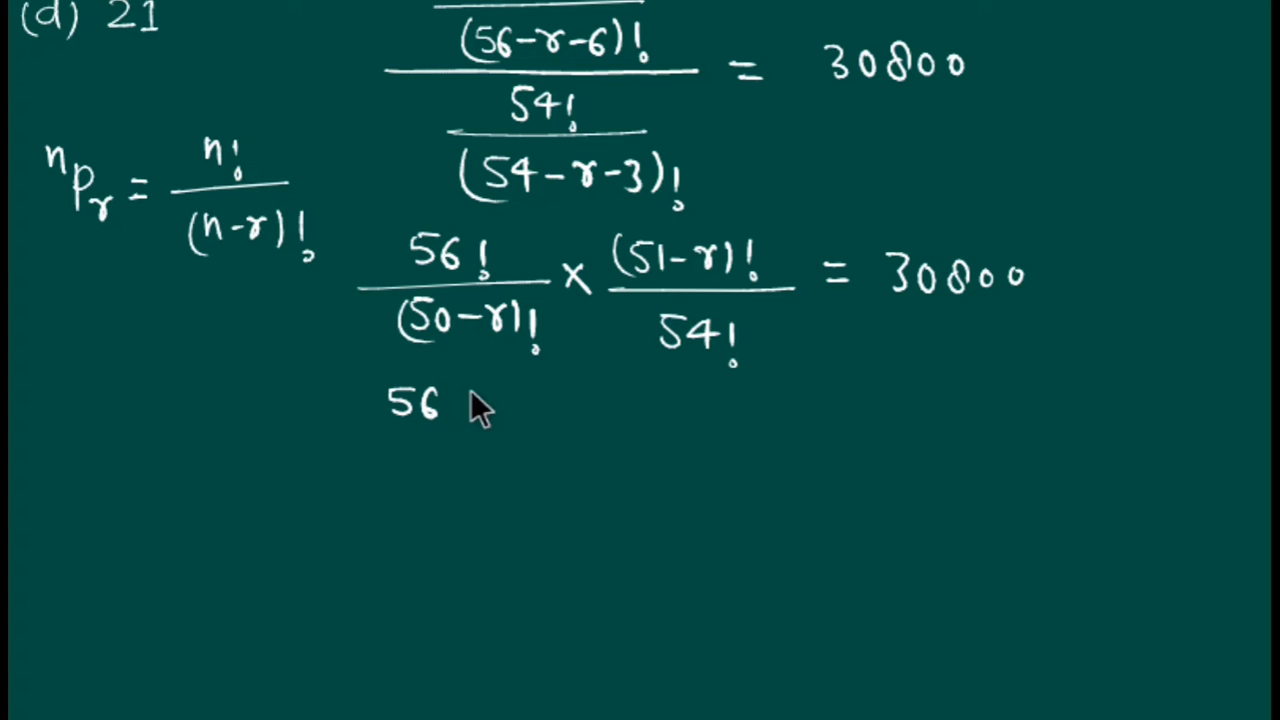 (d) 21
(56-r-6)! = 30800
54!
(54-r-3)!
nPr = n!
(n-r)!
56! × (51-r)! = 30800
(50-r)! 54!
56